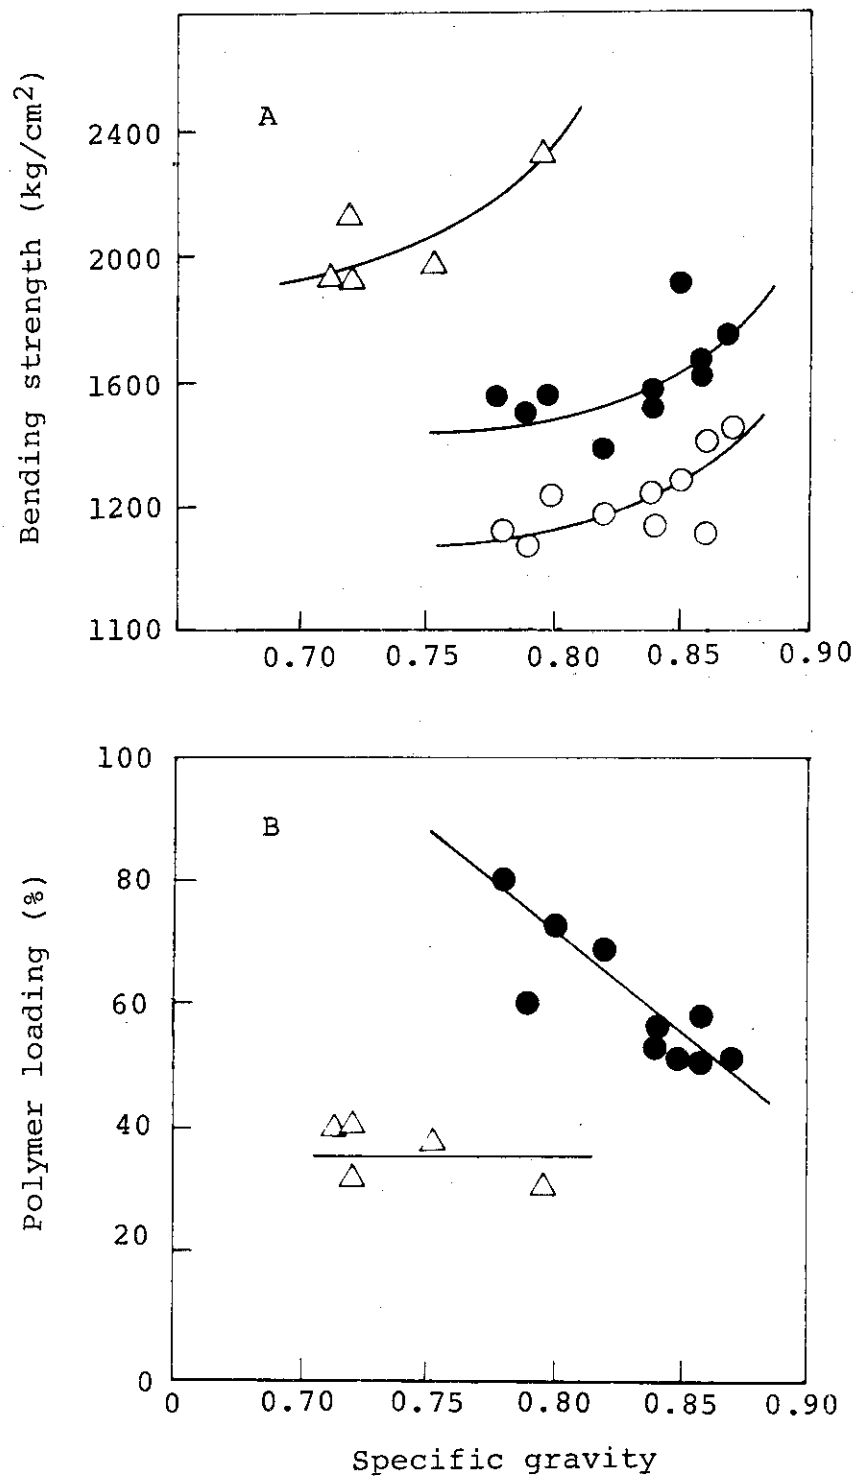 A
Bending strength (kg/cm²)
2400
2000
1600
1200
1100
0.70 0.75 0.80 0.85 0.90
B
Polymer loading (%)
100
80
60
40
20
0
0 0.70 0.75 0.80 0.85 0.90
Specific gravity